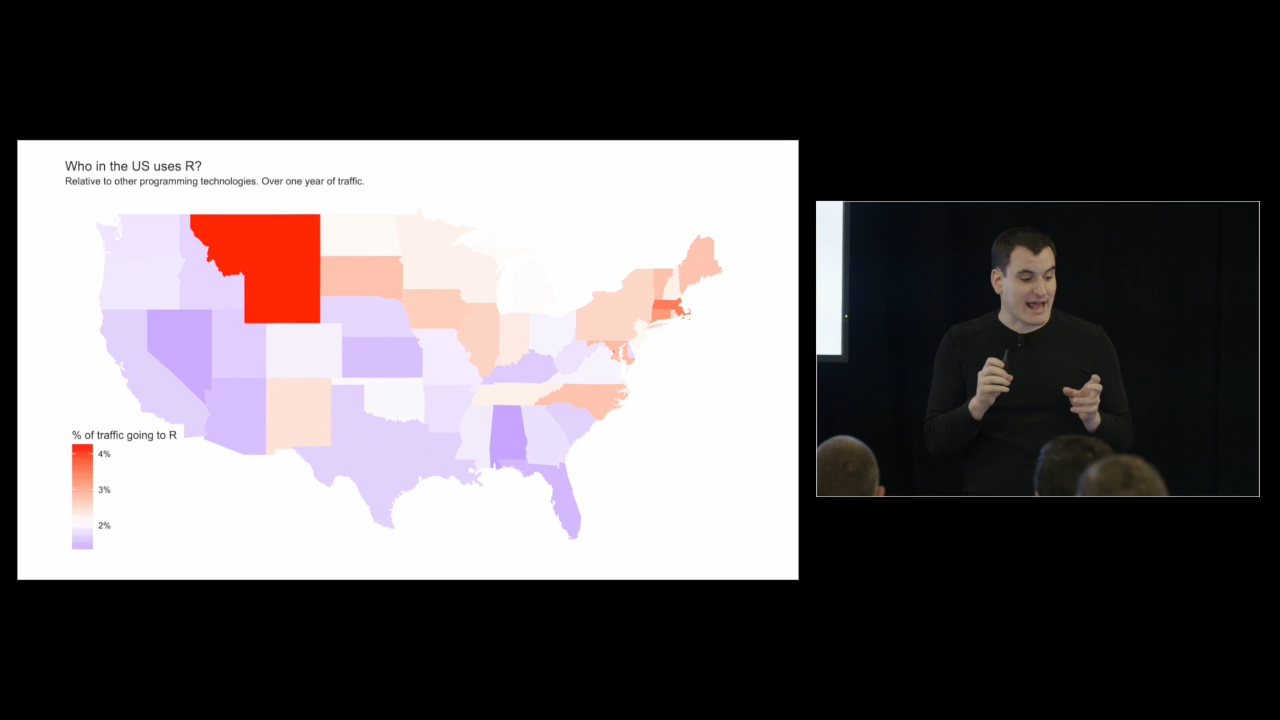 Who in the US uses R?
Relative to other programming technologies. Over one year of traffic.
% of traffic going to R
4%
3%
2%